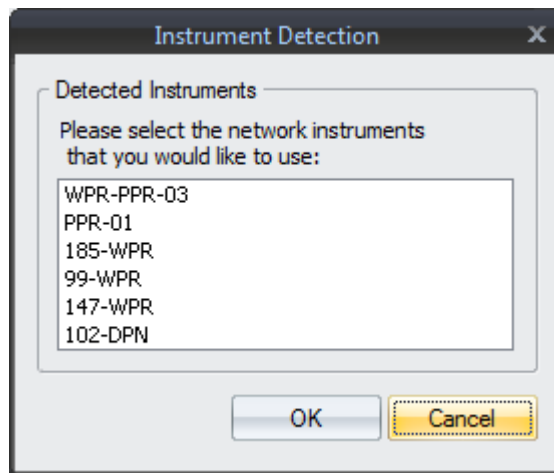 Instrument Detection
Detected Instruments
Please select the network instruments
that you would like to use:
WPR-PPR-03
PPR-01
185-WPR
99-WPR
147-WPR
102-DPN
OK
Cancel